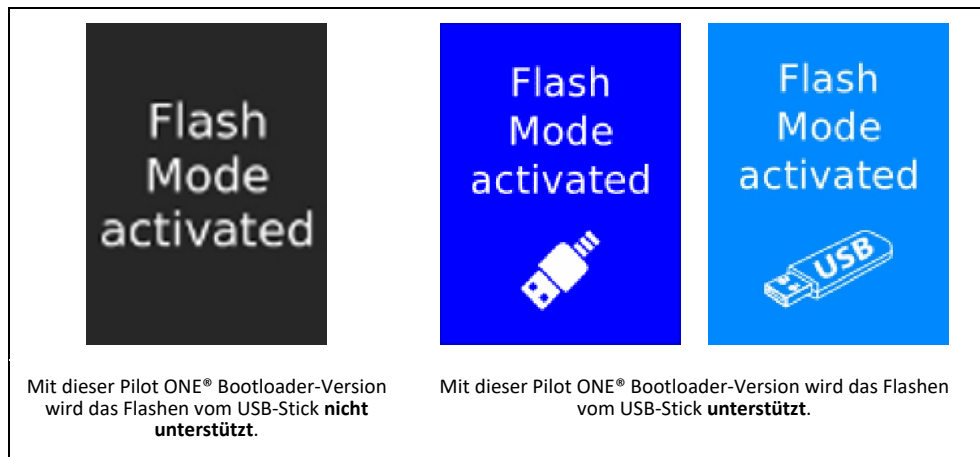 Flash
Mode
activated
Flash
Mode
activated
Flash
Mode
activated
USB
Mit dieser Pilot ONE® Bootloader-Version
wird das Flashen vom USB-Stick nicht
unterstützt.
Mit dieser Pilot ONE® Bootloader-Version wird das Flashen
vom USB-Stick unterstützt.